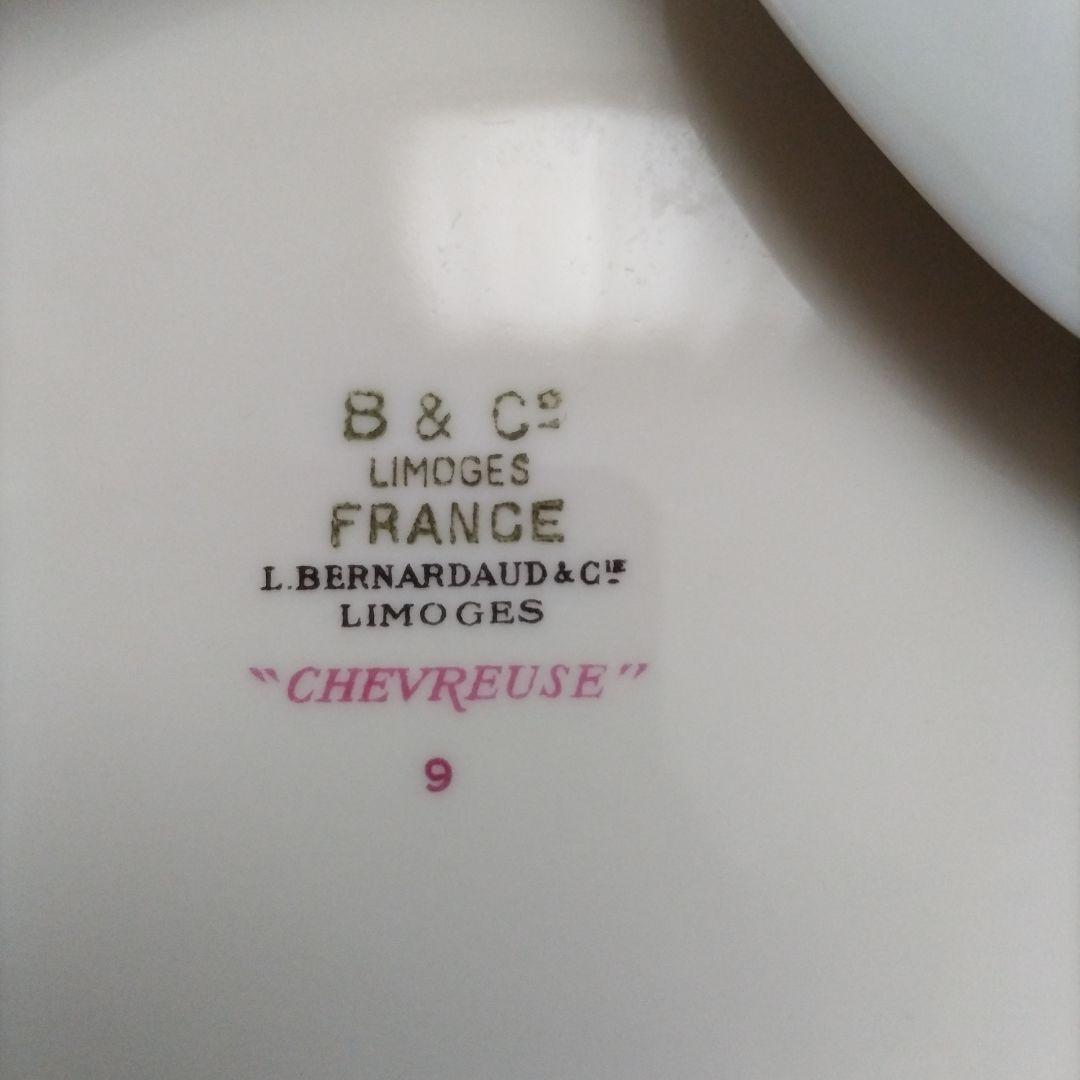 B & Cº
LIMOGES
FRANCE
L.BERNARDAUD & CIE
LIMOGES
"CHEVREUSE"
9